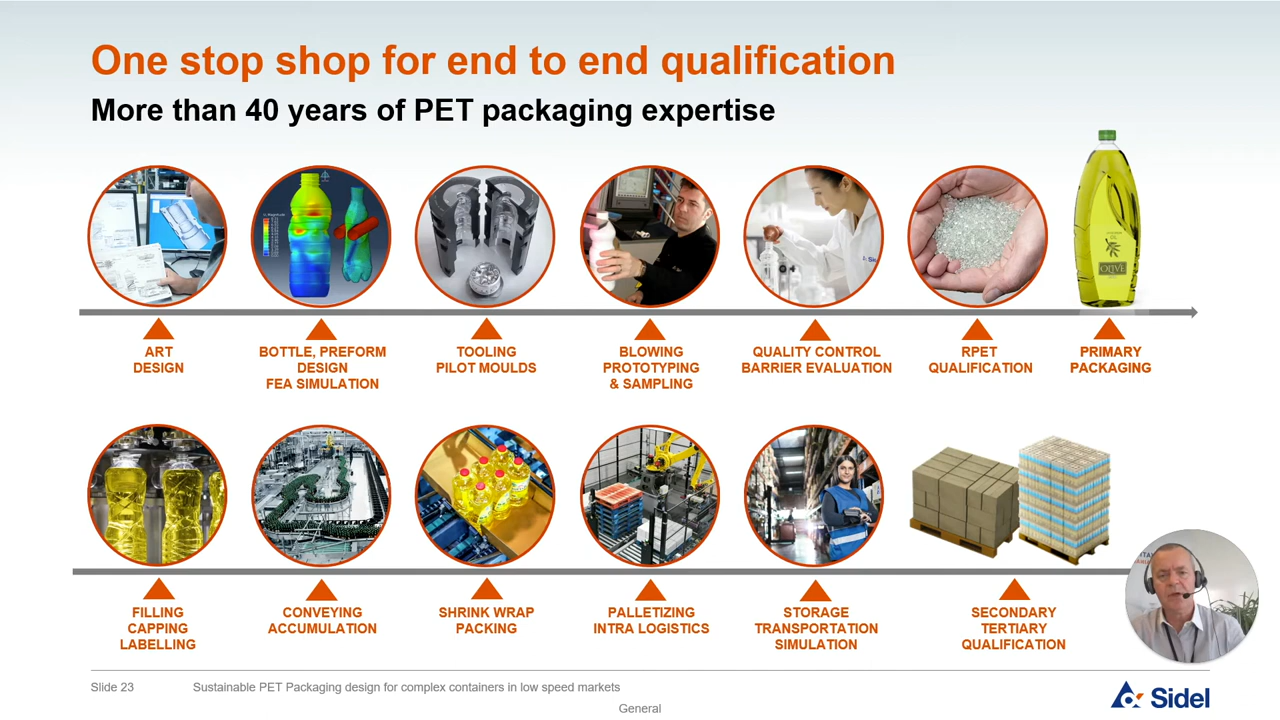 One stop shop for end to end qualification
More than 40 years of PET packaging expertise
ART
DESIGN
BOTTLE, PREFORM
DESIGN
FEA SIMULATION
TOOLING
PILOT MOULDS
BLOWING
PROTOTYPING
& SAMPLING
QUALITY CONTROL
BARRIER EVALUATION
RPET
QUALIFICATION
PRIMARY
PACKAGING
OLIVE
FILLING
CAPPING
LABELLING
CONVEYING
ACCUMULATION
SHRINK WRAP
PACKING
PALLETIZING
INTRA LOGISTICS
STORAGE
TRANSPORTATION
SIMULATION
SECONDARY
TERTIARY
QUALIFICATION
Slide 23
Sustainable PET Packaging design for complex containers in low speed markets
General
Sidel